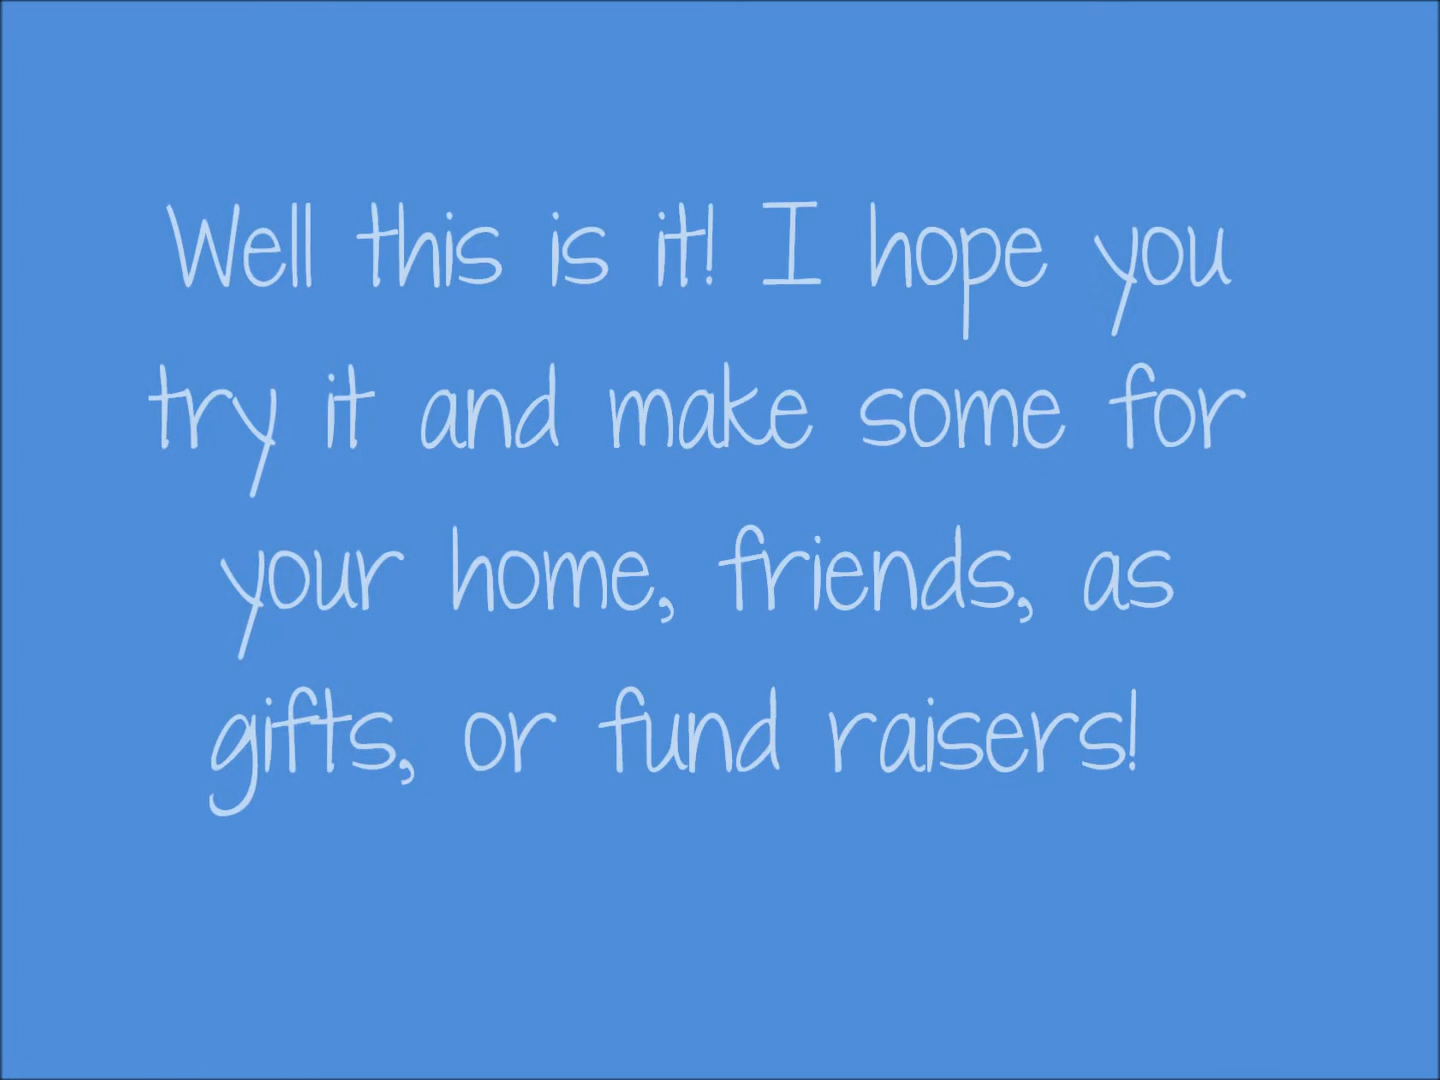 Well this is it! I hope you
try it and make some for
your home, friends, as
gifts, or fund raisers!